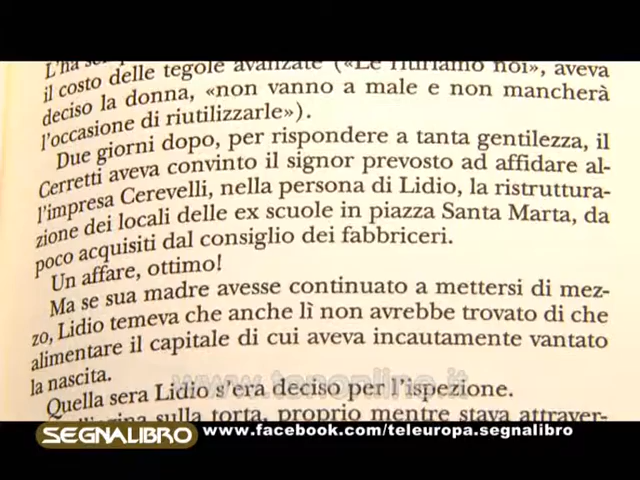 L'ha
il costo delle tegole avanzate («Le ritiriamo noi», aveva
deciso la donna, «non vanno a male e non mancherà
l'occasione di riutilizzarle»).
Due giorni dopo, per rispondere a tanta gentilezza, il
Cerretti aveva convinto il signor prevosto ad affidare al-
l'impresa Cerevelli, nella persona di Lidio, la ristruttura-
zione dei locali delle ex scuole in piazza Santa Marta, da
poco acquisiti dal consiglio dei fabbriceri.
Un affare, ottimo!
Ma se sua madre avesse continuato a mettersi di mez-
zo, Lidio temeva che anche lì non avrebbe trovato di che
alimentare il capitale di cui aveva incautamente vantato
la nascita.
www.tenonline.it
Quella sera Lidio s'era deciso per l'ispezione.
sulla torta, proprio mentre stava attraver-
SEGNALIBRO www.facebook.com/teleuropa.segnalibro